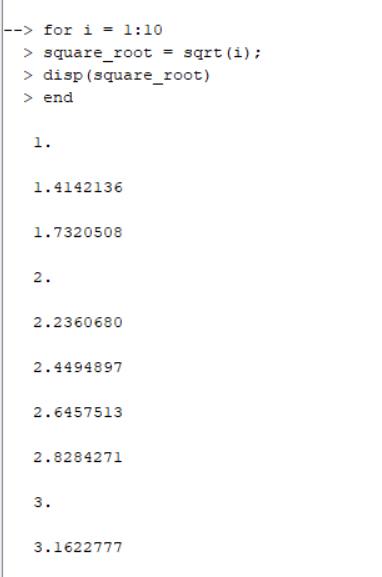 --> for i = 1:10
  > square_root = sqrt(i);
  > disp(square_root)
  > end
   1.
   1.4142136
   1.7320508
   2.
   2.2360680
   2.4494897
   2.6457513
   2.8284271
   3.
   3.1622777